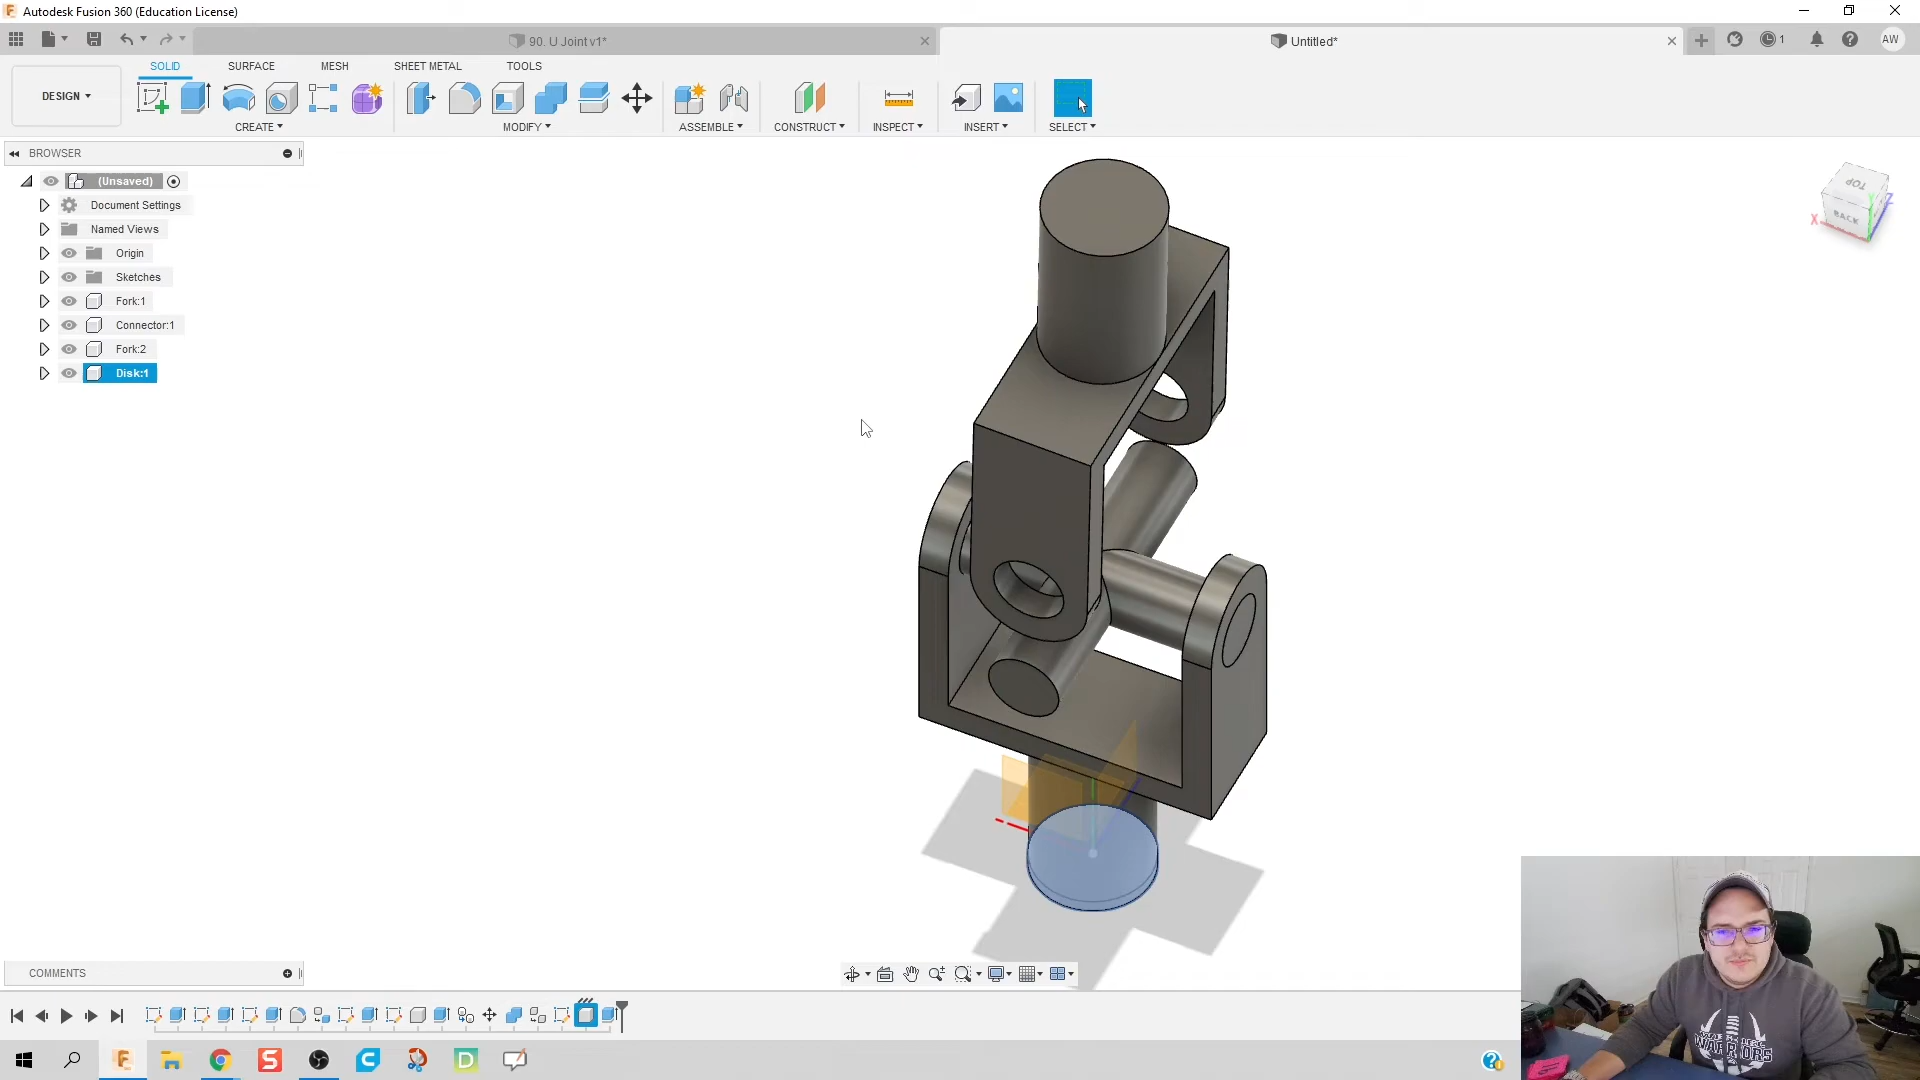 Autodesk Fusion 360 (Education License)
90. U Joint v1*
Untitled*
1
AW
DESIGN
SOLID
SURFACE
MESH
SHEET METAL
TOOLS
CREATE
MODIFY
ASSEMBLE
CONSTRUCT
INSPECT
INSERT
SELECT
BROWSER
(Unsaved)
Document Settings
Named Views
Origin
Sketches
Fork:1
Connector:1
Fork:2
Disk:1
TOP
BACK
X
Y
Z
COMMENTS
WARRIORS